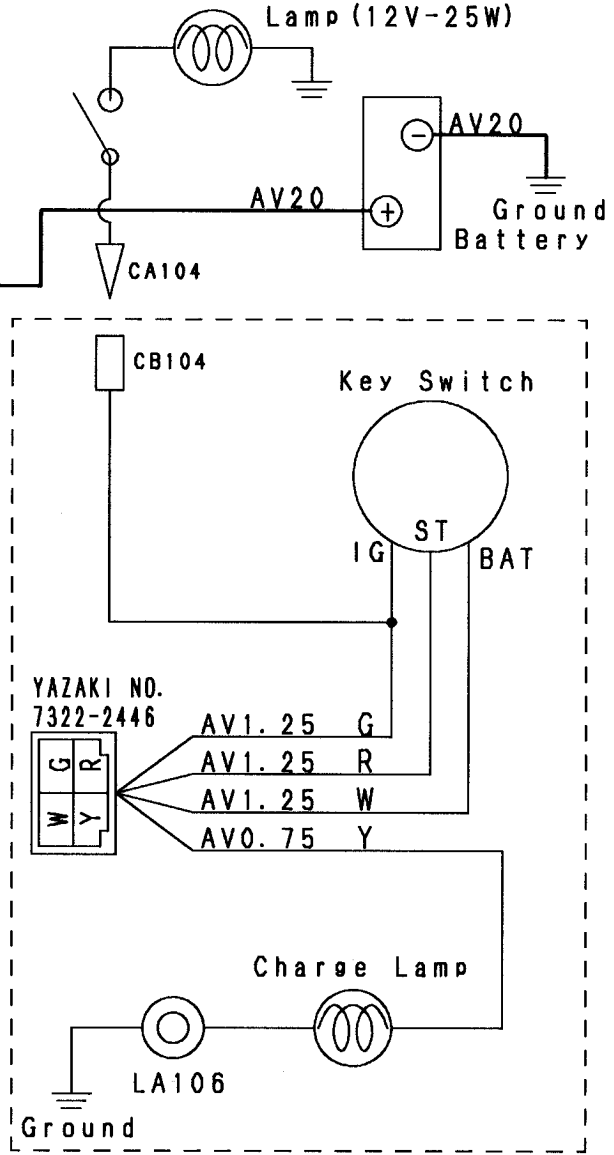 Lamp (12V-25W)
AV20
AV20
Ground
Battery
CA104
CB104
Key Switch
ST
IG
BAT
YAZAKI NO.
7322-2446
AV1.25 G
AV1.25 R
AV1.25 W
AV0.75 Y
G R
W Y
Charge Lamp
LA106
Ground